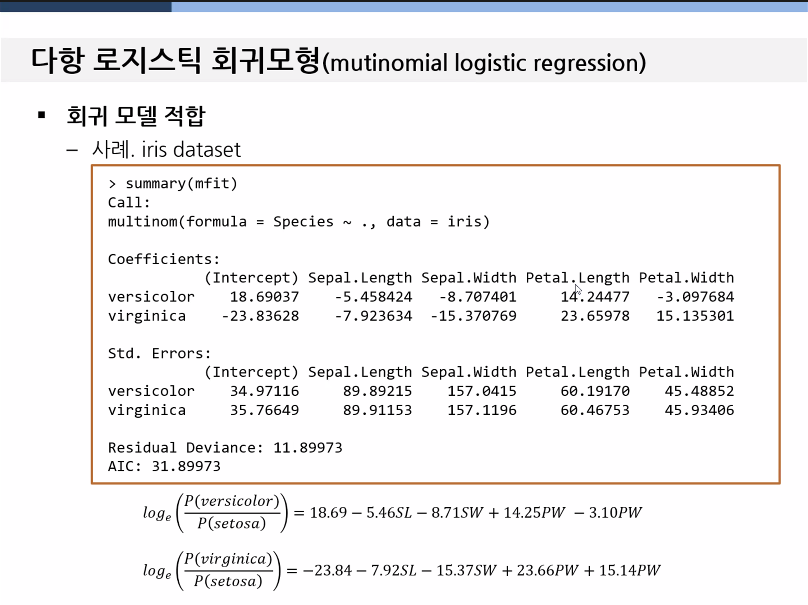 다항 로지스틱 회귀모형(mutinomial logistic regression)
▪ 회귀 모델 적합
– 사례. iris dataset
> summary(mfit)
Call:
multinom(formula = Species ~ ., data = iris)
Coefficients:
(Intercept) Sepal.Length Sepal.Width Petal.Length Petal.Width
versicolor 18.69037 -5.458424 -8.707401 14.24477 -3.097684
virginica -23.83628 -7.923634 -15.370769 23.65978 15.135301
Std. Errors:
(Intercept) Sepal.Length Sepal.Width Petal.Length Petal.Width
versicolor 34.97116 89.89215 157.0415 60.19170 45.48852
virginica 35.76649 89.91153 157.1196 60.46753 45.93406
Residual Deviance: 11.89973
AIC: 31.89973
log_e (P(versicolor)/P(setosa)) = 18.69 − 5.46SL − 8.71SW + 14.25PW − 3.10PW
log_e (P(virginica)/P(setosa)) = −23.84 − 7.92SL − 15.37SW + 23.66PW + 15.14PW